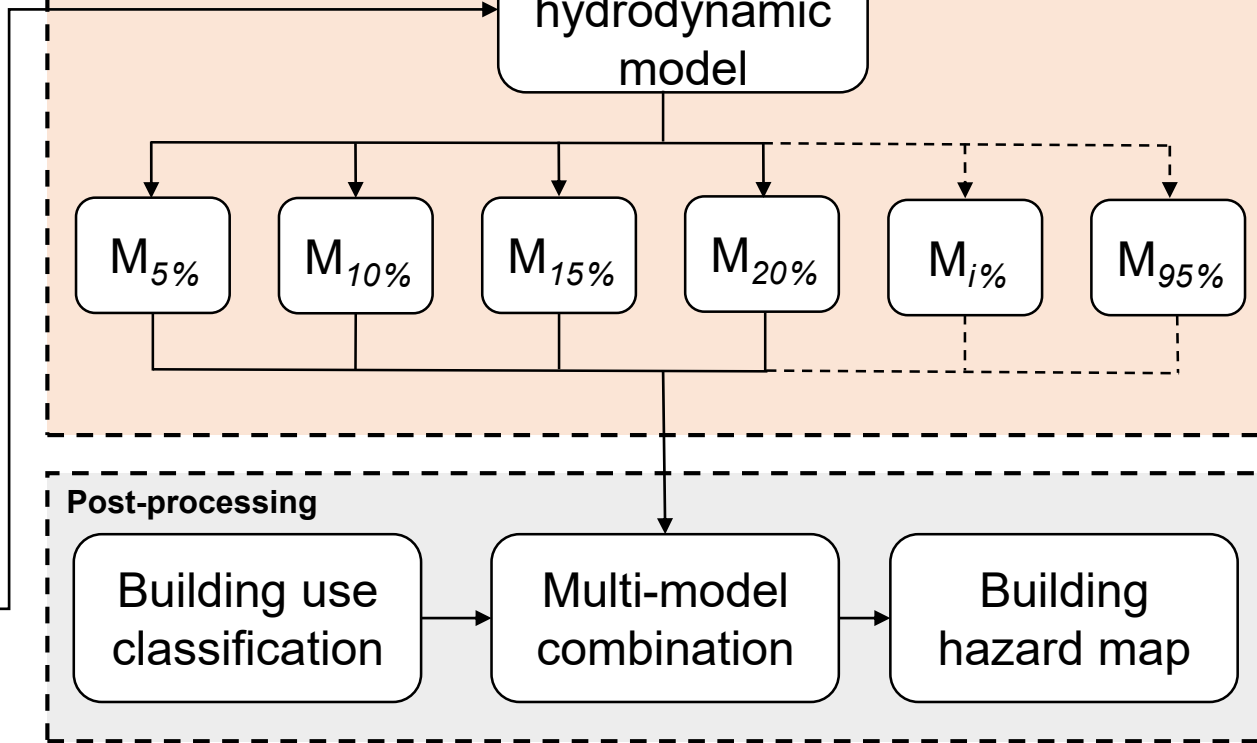 hydrodynamic
model
M5% M10% M15% M20% Mi% M95%
Post-processing
Building use
classification
Multi-model
combination
Building
hazard map